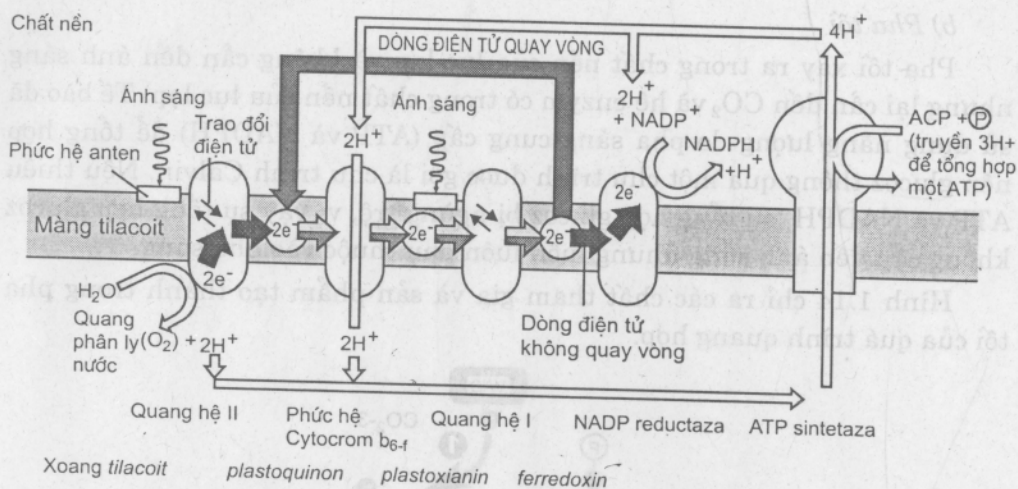 b) Pha tối
Chất nền
DÒNG ĐIỆN TỬ QUAY VÒNG
4H⁺
Ánh sáng
Ánh sáng
Trao đổi
điện tử
Phức hệ anten
2H⁺
2H⁺
+ NADP⁺
NADPH
+H⁺
ACP + P
(truyền 3H+
để tổng hợp
một ATP)
Màng tilacoit
2e⁻
2e⁻
2e⁻
2e⁻
2e⁻
H₂O
Quang
phân ly (O₂) + 2H⁺
nước
2H⁺
Dòng điện tử
không quay vòng
Quang hệ II
Phức hệ
Cytocrom b₆₋f
Quang hệ I
NADP reductaza
ATP sintetaza
Xoang tilacoit
plastoquinon
plastoxianin
ferredoxin